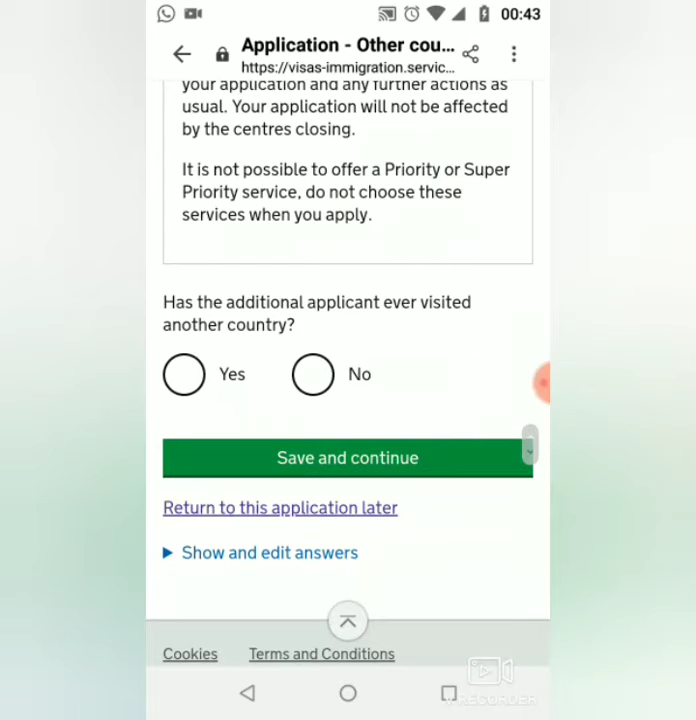 00:43
Application - Other cou...
https://visas-immigration.servic...
your application and any further actions as
usual. Your application will not be affected
by the centres closing.
It is not possible to offer a Priority or Super
Priority service, do not choose these
services when you apply.
Has the additional applicant ever visited
another country?
Yes No
Save and continue
Return to this application later
Show and edit answers
Cookies Terms and Conditions
V RECORDER